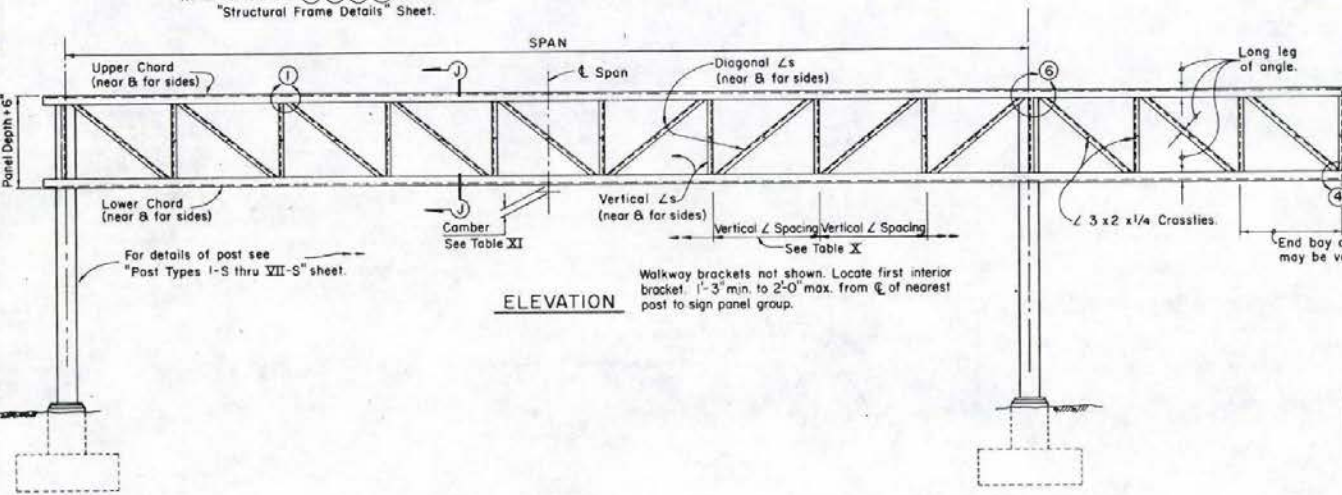 "Structural Frame Details" Sheet.
SPAN
Upper Chord
(near & far sides)
1
J
℄ Span
Diagonal ∠s
(near & far sides)
6
Long leg
of angle.
Panel Depth + 6"
Lower Chord
(near & far sides)
J
Camber
See Table XI
Vertical ∠s
(near & far sides)
Vertical ∠ Spacing
Vertical ∠ Spacing
See Table X
∠ 3 x 2 x 1/4 Crossties.
4
End bay
may be
For details of post see
"Post Types I-S thru VII-S" sheet.
ELEVATION
Walkway brackets not shown. Locate first interior
bracket 1'-3" min. to 2'-0" max. from ℄ of nearest
post to sign panel group.